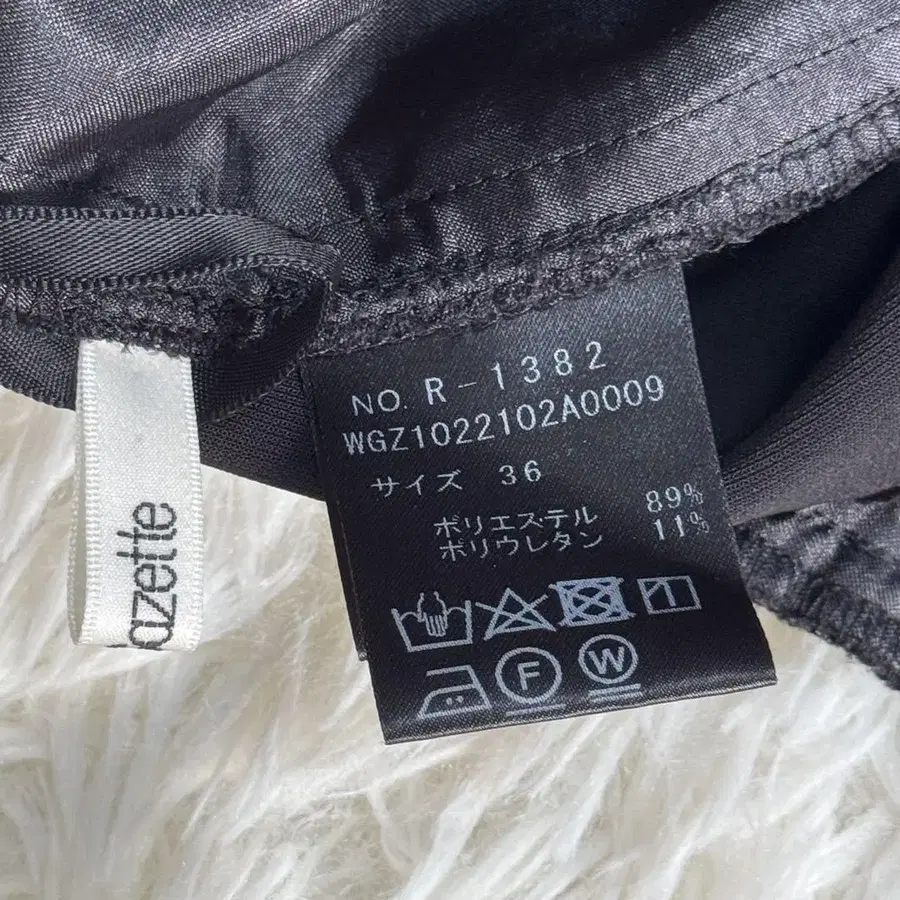 NO. R-1382
WGZ1022102A0009
サイズ 36
ポリエステル 89%
ポリウレタン 11%
F W
azette